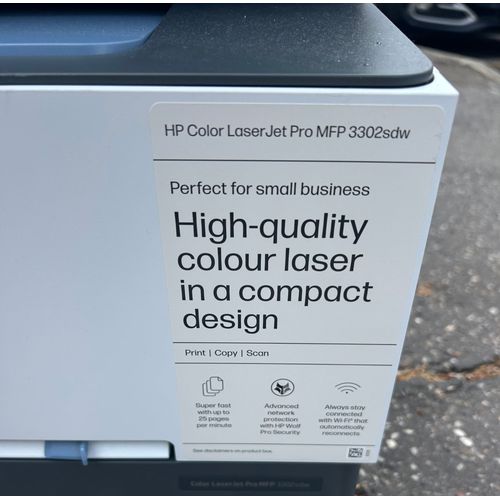 HP Color LaserJet Pro MFP 3302sdw
Perfect for small business
High-quality
colour laser
in a compact
design
Print | Copy | Scan
Super fast
with up to
25 pages
per minute
Advanced
network
protection
with HP Wolf
Pro Security
Always stay
connected
with Wi-Fi® that
automatically
reconnects
See disclaimers on product box.
Color LaserJet Pro MFP 3302sdw